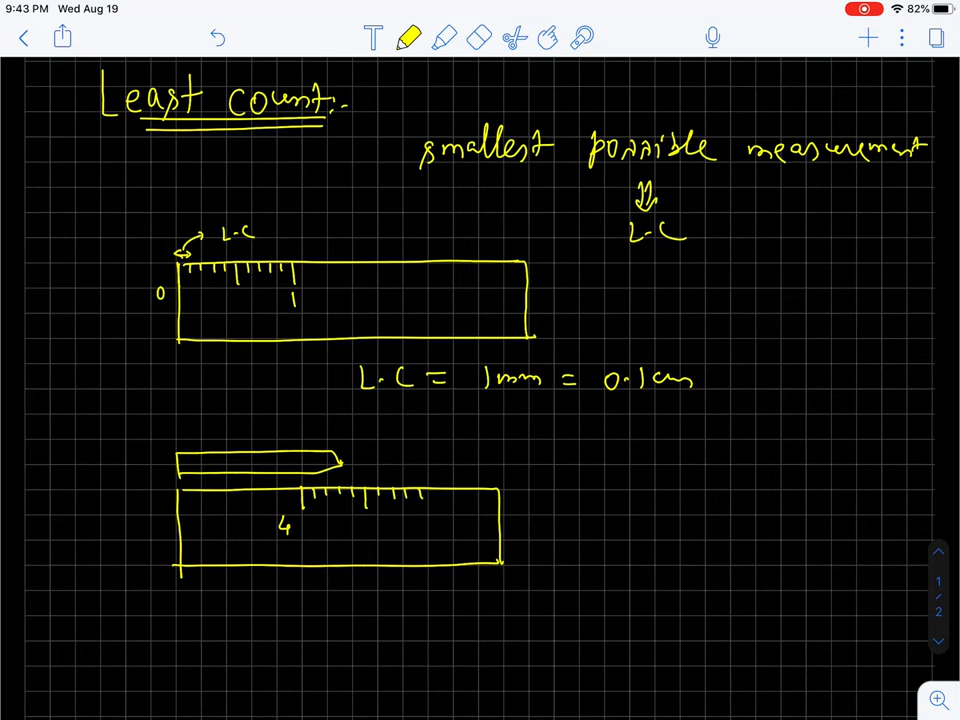 9:43 PM Wed Aug 19
82%
T
Least count:-
smallest possible measurement
L.C
L.C
0
1
L.C = 1mm = 0.1cm
4
1
/
2